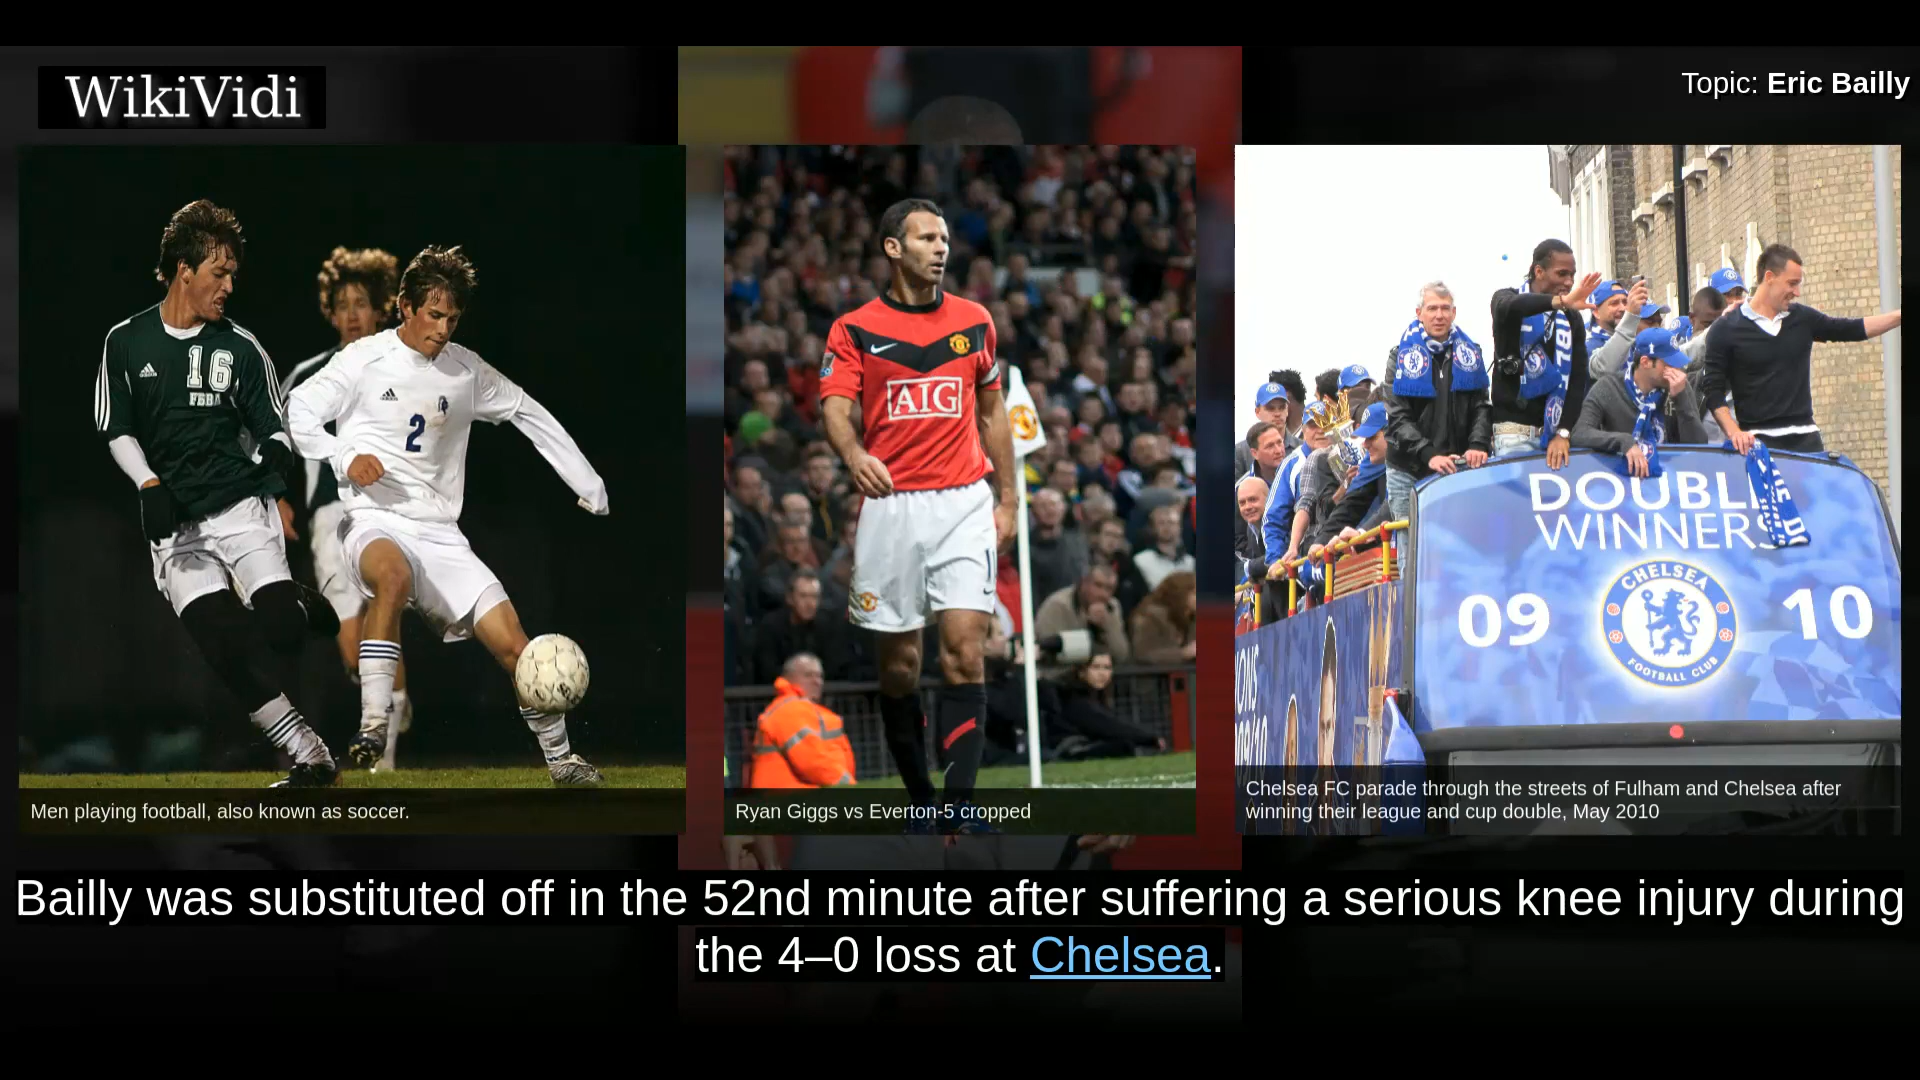 WikiVidi
Topic: Eric Bailly
16
2
AIG
DOUBL
WINNERS
CHELSEA
FOOTBALL CLUB
09
10
Men playing football, also known as soccer.
Ryan Giggs vs Everton-5 cropped
Chelsea FC parade through the streets of Fulham and Chelsea after
winning their league and cup double, May 2010
Bailly was substituted off in the 52nd minute after suffering a serious knee injury during
the 4–0 loss at Chelsea.